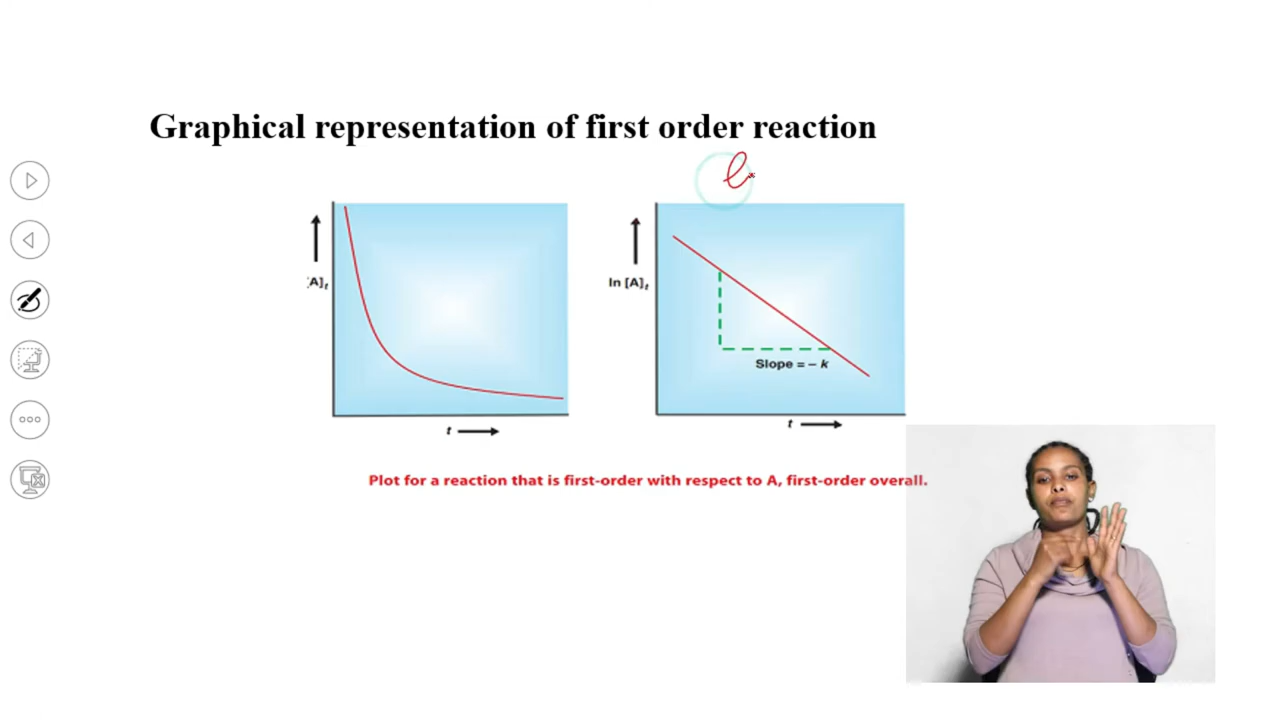 Graphical representation of first order reaction
A]t
t
ln [A]t
Slope = – k
t
Plot for a reaction that is first-order with respect to A, first-order overall.